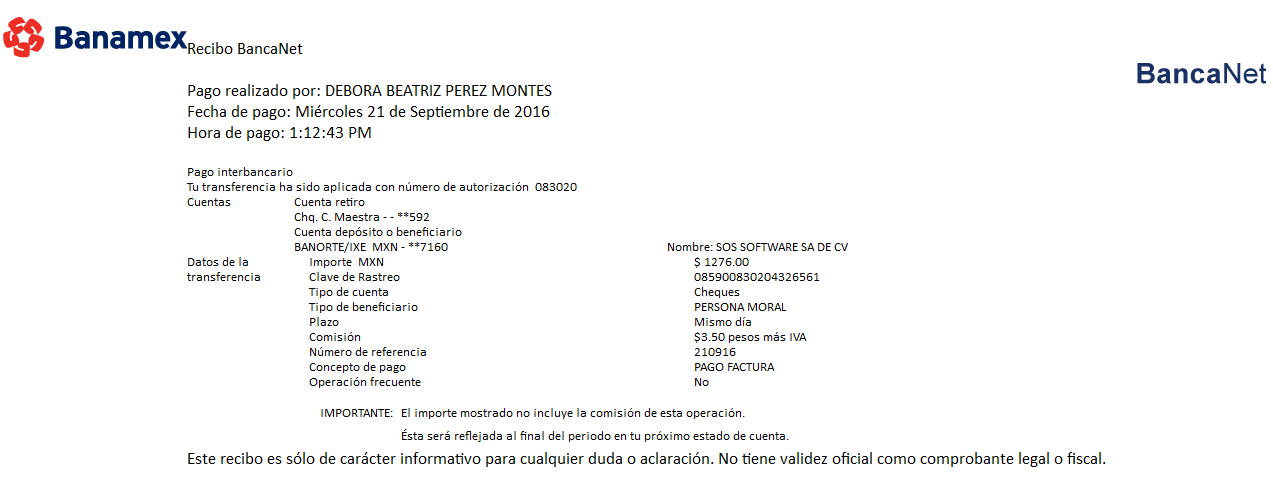 Banamex Recibo BancaNet
BancaNet
Pago realizado por: DEBORA BEATRIZ PEREZ MONTES
Fecha de pago: Miércoles 21 de Septiembre de 2016
Hora de pago: 1:12:43 PM
Pago interbancario
Tu transferencia ha sido aplicada con número de autorización 083020
Cuentas Cuenta retiro
Chq. C. Maestra - - **592
Cuenta depósito o beneficiario
BANORTE/IXE MXN - **7160 Nombre: SOS SOFTWARE SA DE CV
Datos de la Importe MXN $ 1276.00
transferencia Clave de Rastreo 085900830204326561
Tipo de cuenta Cheques
Tipo de beneficiario PERSONA MORAL
Plazo Mismo día
Comisión $3.50 pesos más IVA
Número de referencia 210916
Concepto de pago PAGO FACTURA
Operación frecuente No
IMPORTANTE: El importe mostrado no incluye la comisión de esta operación.
Ésta será reflejada al final del periodo en tu próximo estado de cuenta.
Este recibo es sólo de carácter informativo para cualquier duda o aclaración. No tiene validez oficial como comprobante legal o fiscal.